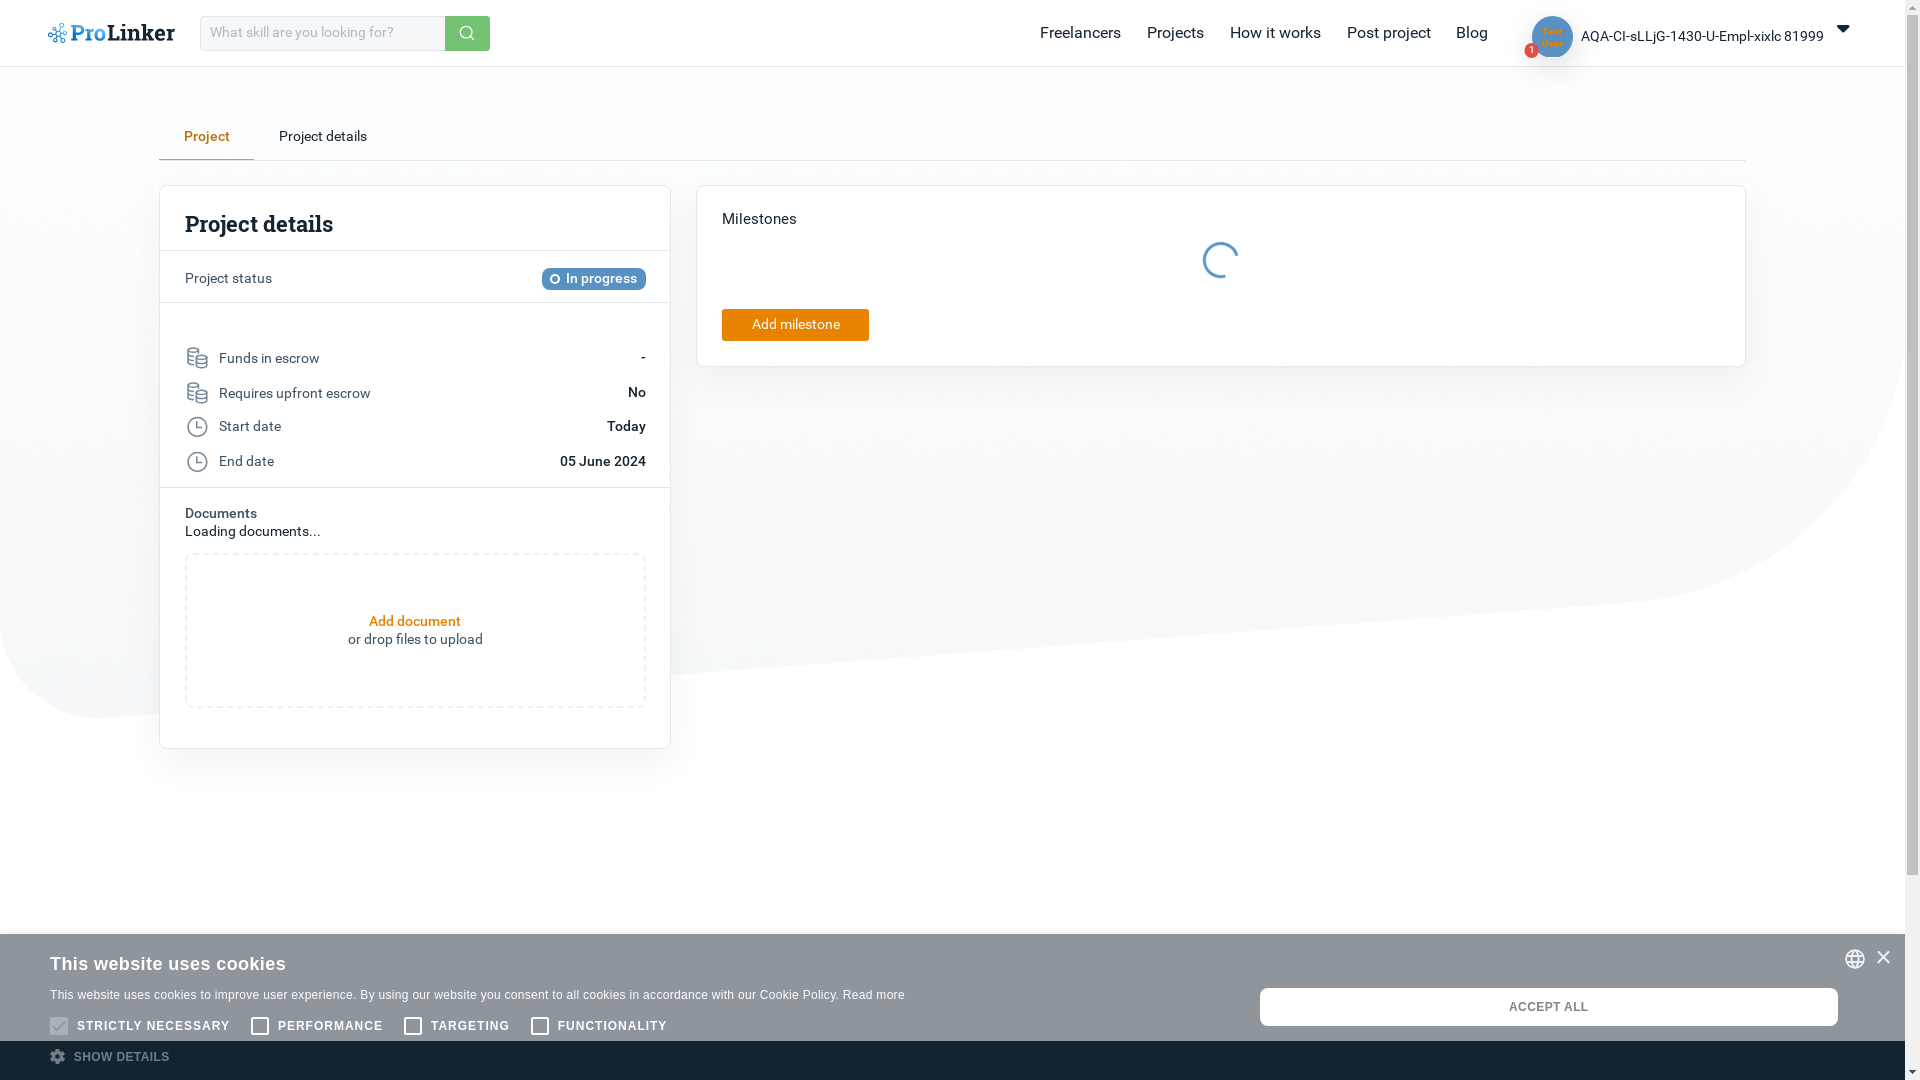 ProLinker
What skill are you looking for?
Freelancers
Projects
How it works
Post project
Blog
Test
User
1
AQA-CI-sLLjG-1430-U-Empl-xixlc 81999
Project
Project details
Project details
Project status
In progress
Funds in escrow
-
Requires upfront escrow
No
Start date
Today
End date
05 June 2024
Documents
Loading documents...
Add document
or drop files to upload
Milestones
Add milestone
This website uses cookies
This website uses cookies to improve user experience. By using our website you consent to all cookies in accordance with our Cookie Policy. Read more
STRICTLY NECESSARY
PERFORMANCE
TARGETING
FUNCTIONALITY
SHOW DETAILS
ACCEPT ALL
×